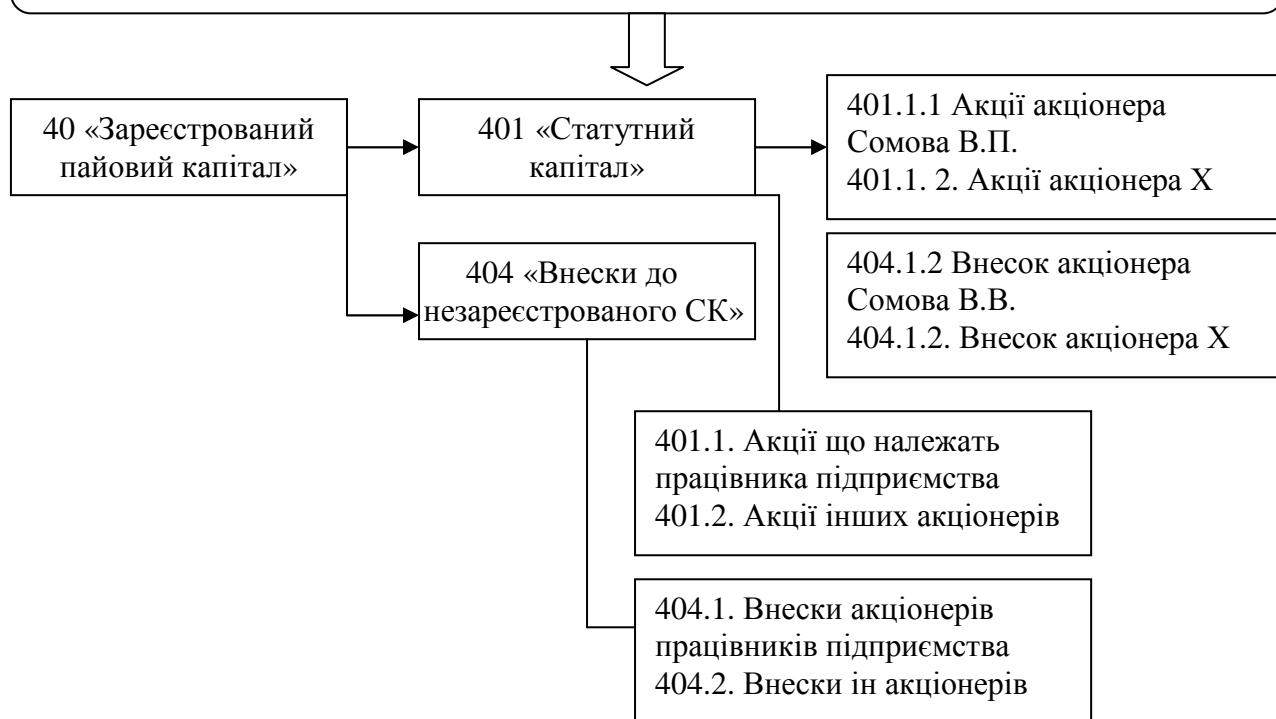 40 «Зареєстрований
пайовий капітал»
401 «Статутний
капітал»
401.1.1 Акції акціонера
Сомова В.П.
401.1. 2. Акції акціонера Х
404 «Внески до
незареєстрованого СК»
404.1.2 Внесок акціонера
Сомова В.В.
404.1.2. Внесок акціонера Х
401.1. Акції що належать
працівника підприємства
401.2. Акції інших акціонерів
404.1. Внески акціонерів
працівників підприємства
404.2. Внески ін акціонерів